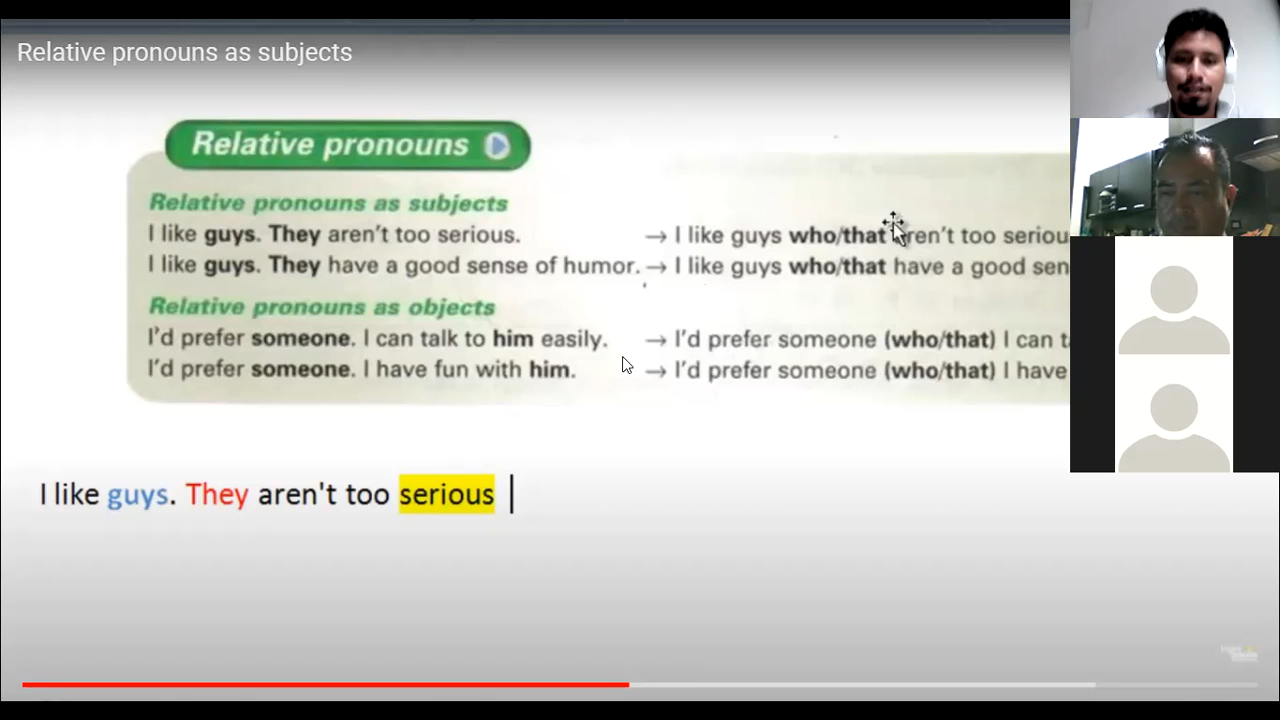 Relative pronouns as subjects
Relative pronouns
Relative pronouns as subjects
I like guys. They aren't too serious. → I like guys who/that aren't too seriou
I like guys. They have a good sense of humor. → I like guys who/that have a good sen
Relative pronouns as objects
I'd prefer someone. I can talk to him easily. → I'd prefer someone (who/that) I can t
I'd prefer someone. I have fun with him. → I'd prefer someone (who/that) I have
I like guys. They aren't too serious